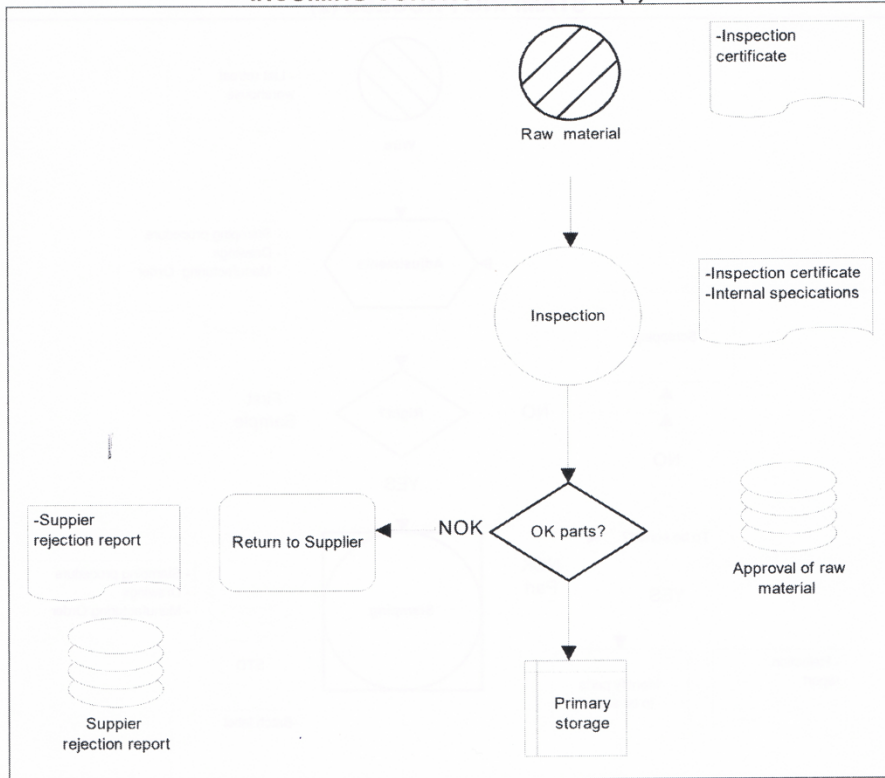 -Inspection
certificate
Raw material
-Inspection certificate
-Internal specications
Inspection
-Suppier
rejection report
Return to Supplier
NOK
OK parts?
Approval of raw
material
Suppier
rejection report
Primary
storage